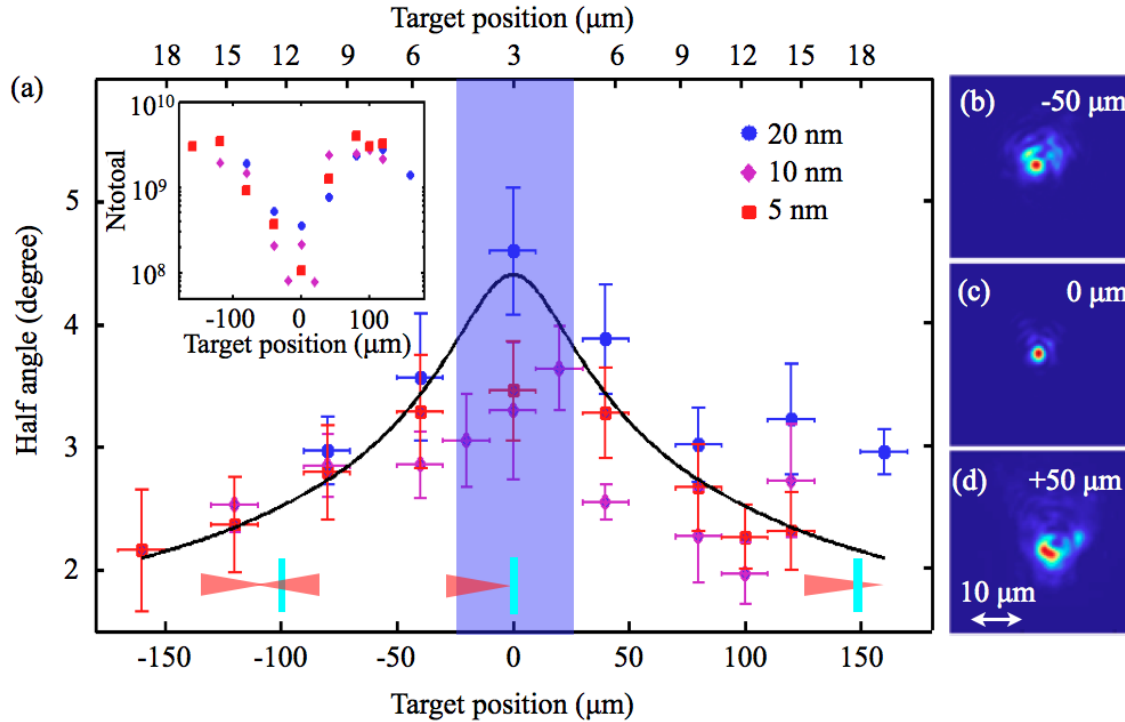 Target position (μm)
18 14 12 9 6 3 6 9 12 14 18
(a)
10^10
10^9
10^8
Ntotoal
-100 0 100
Target position (μm)
20 nm
10 nm
5 nm
5
4
3
2
Half angle (degree)
-150 -100 -50 0 50 100 150
Target position (μm)
(b) -50 μm
(c) 0 μm
(d) +50 μm
10 μm